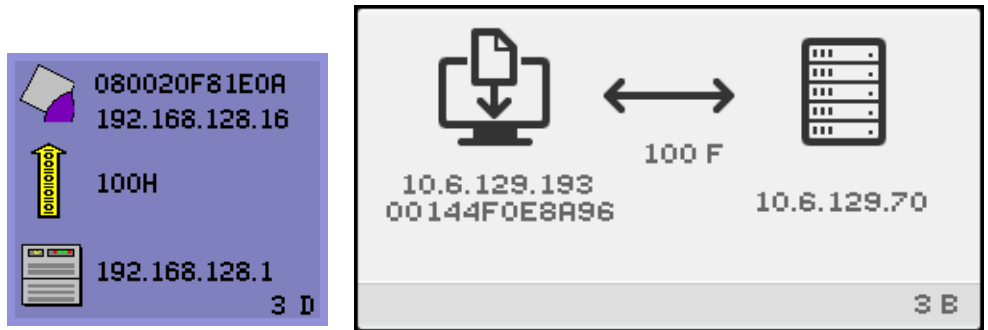 080020F81E0A
192.168.128.16
100H
192.168.128.1
3 D
100 F
10.6.129.193
00144F0E8A96
10.6.129.70
3 B